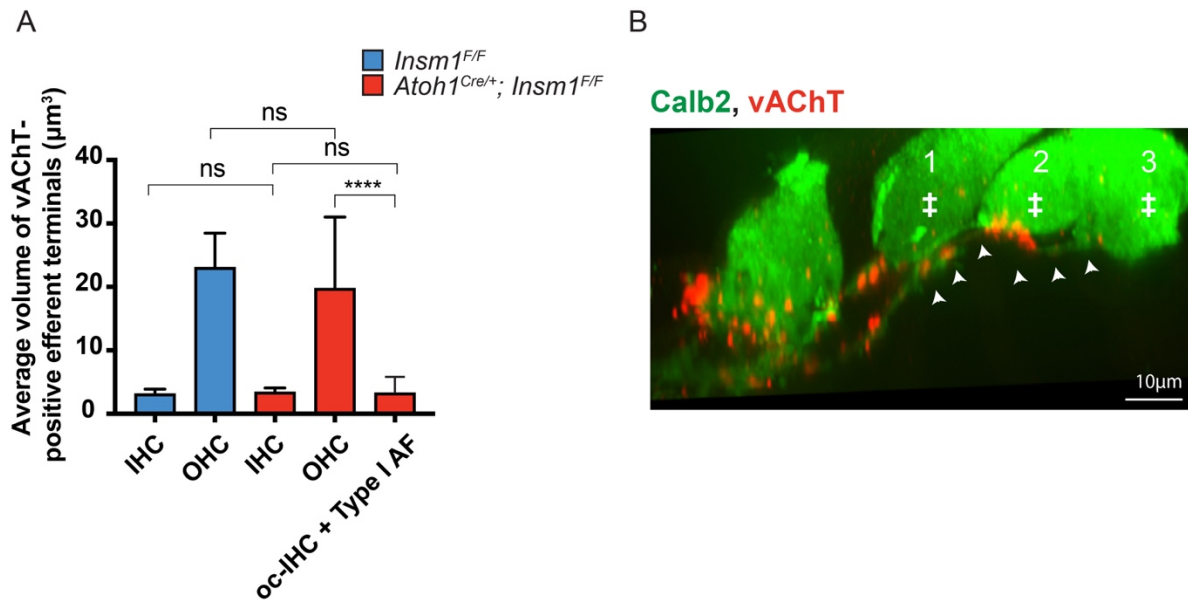 A
Insm1F/F
Atoh1Cre/+; Insm1F/F
ns
ns
ns
****
Average volume of vAChT-
positive efferent terminals (µm³)
40
30
20
10
0
IHC
OHC
IHC
OHC
oc-IHC + Type I AF
B
Calb2, vAChT
1
2
3
‡
‡
‡
10µm